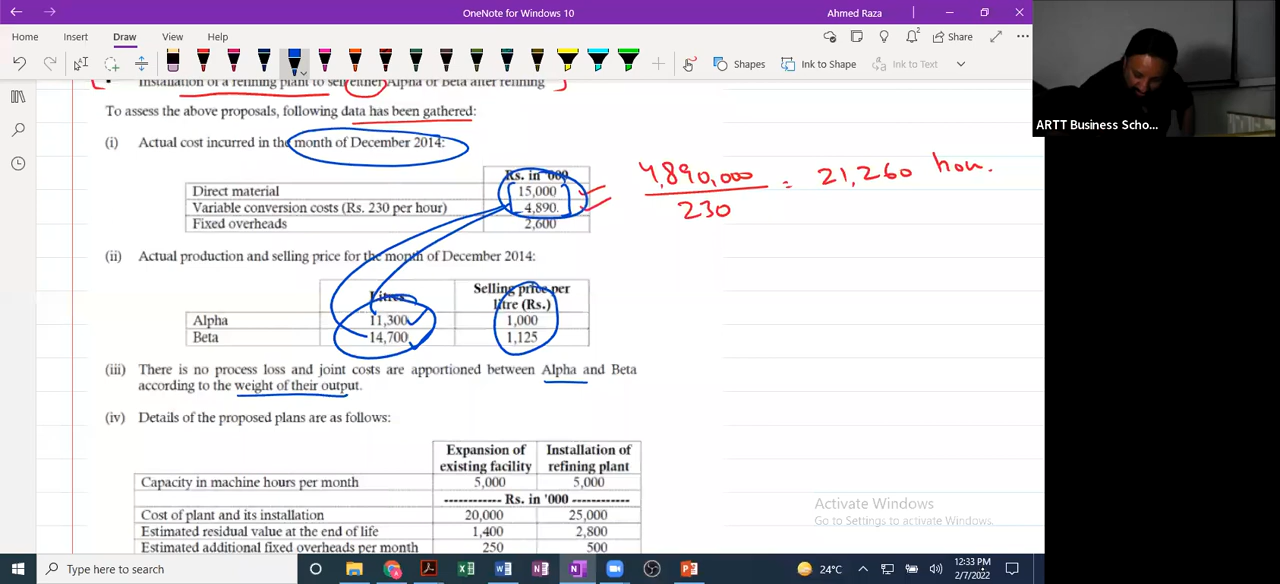 OneNote for Windows 10
Ahmed Raza
Home Insert Draw View Help
Share
Shapes
Ink to Shape
Ink to Text
ARTT Business Scho...
Installation of a refining plant to sell either Alpha or Beta after refining
To assess the above proposals, following data has been gathered:
(i) Actual cost incurred in the month of December 2014:
Rs. in '000
Direct material 15,000
Variable conversion costs (Rs. 230 per hour) 4,890
Fixed overheads 2,600
4,890,000
230
= 21,260 hour.
(ii) Actual production and selling price for the month of December 2014:
Litres Selling price per
litre (Rs.)
Alpha 11,300 1,000
Beta 14,700 1,125
(iii) There is no process loss and joint costs are apportioned between Alpha and Beta
according to the weight of their output.
(iv) Details of the proposed plans are as follows:
Expansion of Installation of
existing facility refining plant
Capacity in machine hours per month 5,000 5,000
------------ Rs. in '000 ------------
Cost of plant and its installation 20,000 25,000
Estimated residual value at the end of life 1,400 2,800
Estimated additional fixed overheads per month 250 500
Activate Windows
Go to Settings to activate Windows.
Type here to search
24°C
12:33 PM
2/7/2022